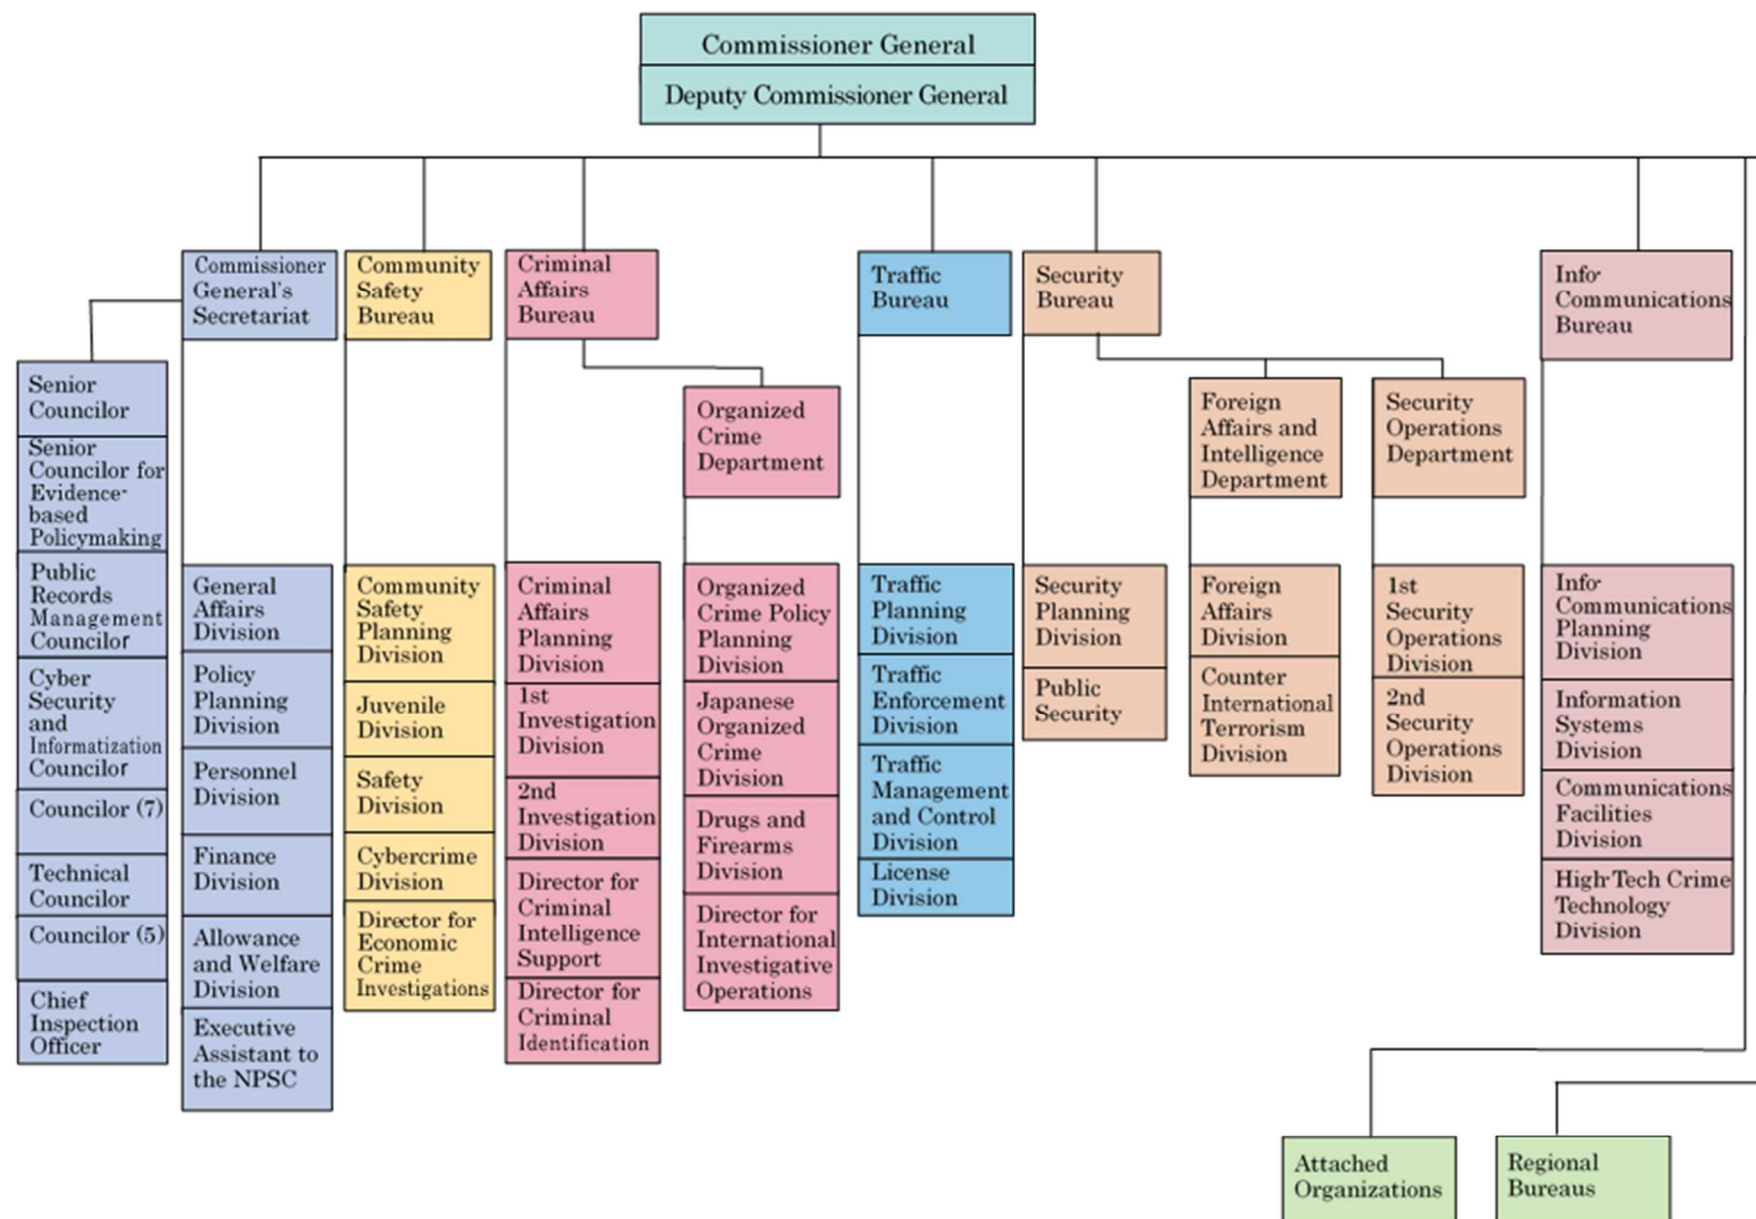 Commissioner General
Deputy Commissioner General
Commissioner
General's
Secretariat
Community
Safety
Bureau
Criminal
Affairs
Bureau
Traffic
Bureau
Security
Bureau
Info-
Communications
Bureau
Senior
Councilor
Senior
Councilor for
Evidence-
based
Policymaking
Public
Records
Management
Councilor
Cyber
Security
and
Informatization
Councilor
Councilor (7)
Technical
Councilor
Councilor (5)
Chief
Inspection
Officer
General
Affairs
Division
Policy
Planning
Division
Personnel
Division
Finance
Division
Allowance
and Welfare
Division
Executive
Assistant to
the NPSC
Community
Safety
Planning
Division
Juvenile
Division
Safety
Division
Cybercrime
Division
Director for
Economic
Crime
Investigations
Criminal
Affairs
Planning
Division
1st
Investigation
Division
2nd
Investigation
Division
Director for
Criminal
Intelligence
Support
Director for
Criminal
Identification
Organized
Crime
Department
Organized
Crime Policy
Planning
Division
Japanese
Organized
Crime
Division
Drugs and
Firearms
Division
Director for
International
Investigative
Operations
Traffic
Planning
Division
Traffic
Enforcement
Division
Traffic
Management
and Control
Division
License
Division
Security
Planning
Division
Public
Security
Foreign
Affairs and
Intelligence
Department
Foreign
Affairs
Division
Counter
International
Terrorism
Division
Security
Operations
Department
1st
Security
Operations
Division
2nd
Security
Operations
Division
Info-
Communications
Planning
Division
Information
Systems
Division
Communications
Facilities
Division
High-Tech Crime
Technology
Division
Attached
Organizations
Regional
Bureaus